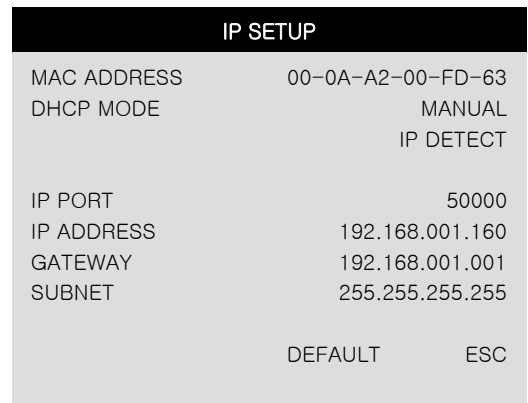 IP SETUP
MAC ADDRESS 00-0A-A2-00-FD-63
DHCP MODE MANUAL
IP DETECT
IP PORT 50000
IP ADDRESS 192.168.001.160
GATEWAY 192.168.001.001
SUBNET 255.255.255.255
DEFAULT ESC